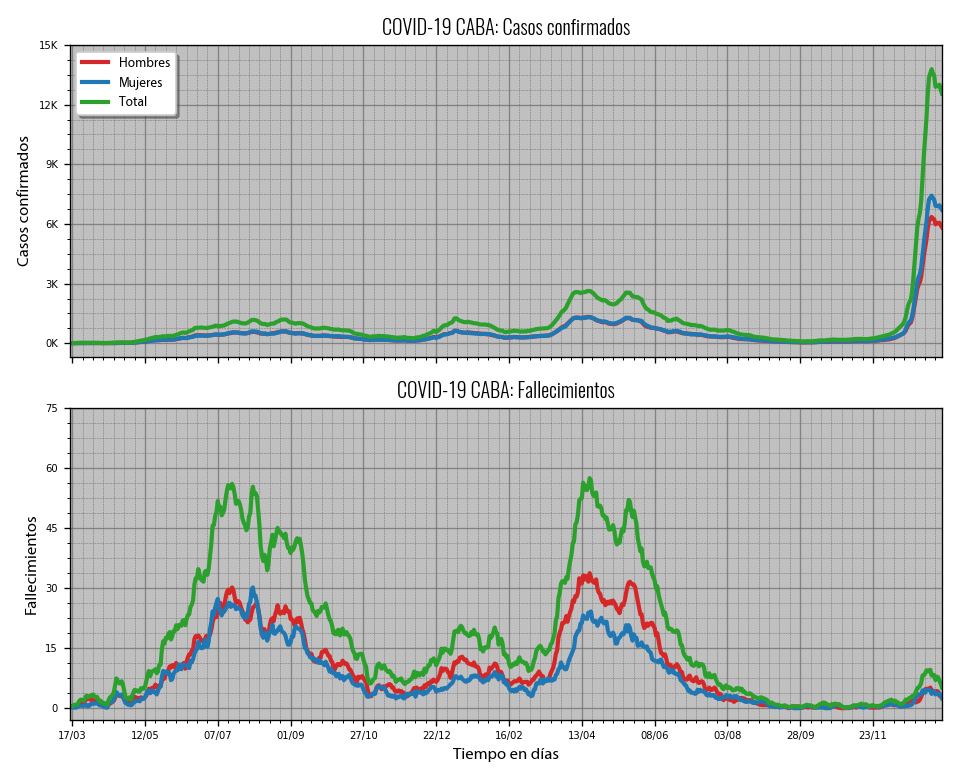 COVID-19 CABA: Casos confirmados
15K
12K
9K
6K
3K
0K
Casos confirmados
Hombres
Mujeres
Total
COVID-19 CABA: Fallecimientos
75
60
45
30
15
0
Fallecimientos
17/03 12/05 07/07 01/09 27/10 22/12 16/02 13/04 08/06 03/08 28/09 23/11
Tiempo en días